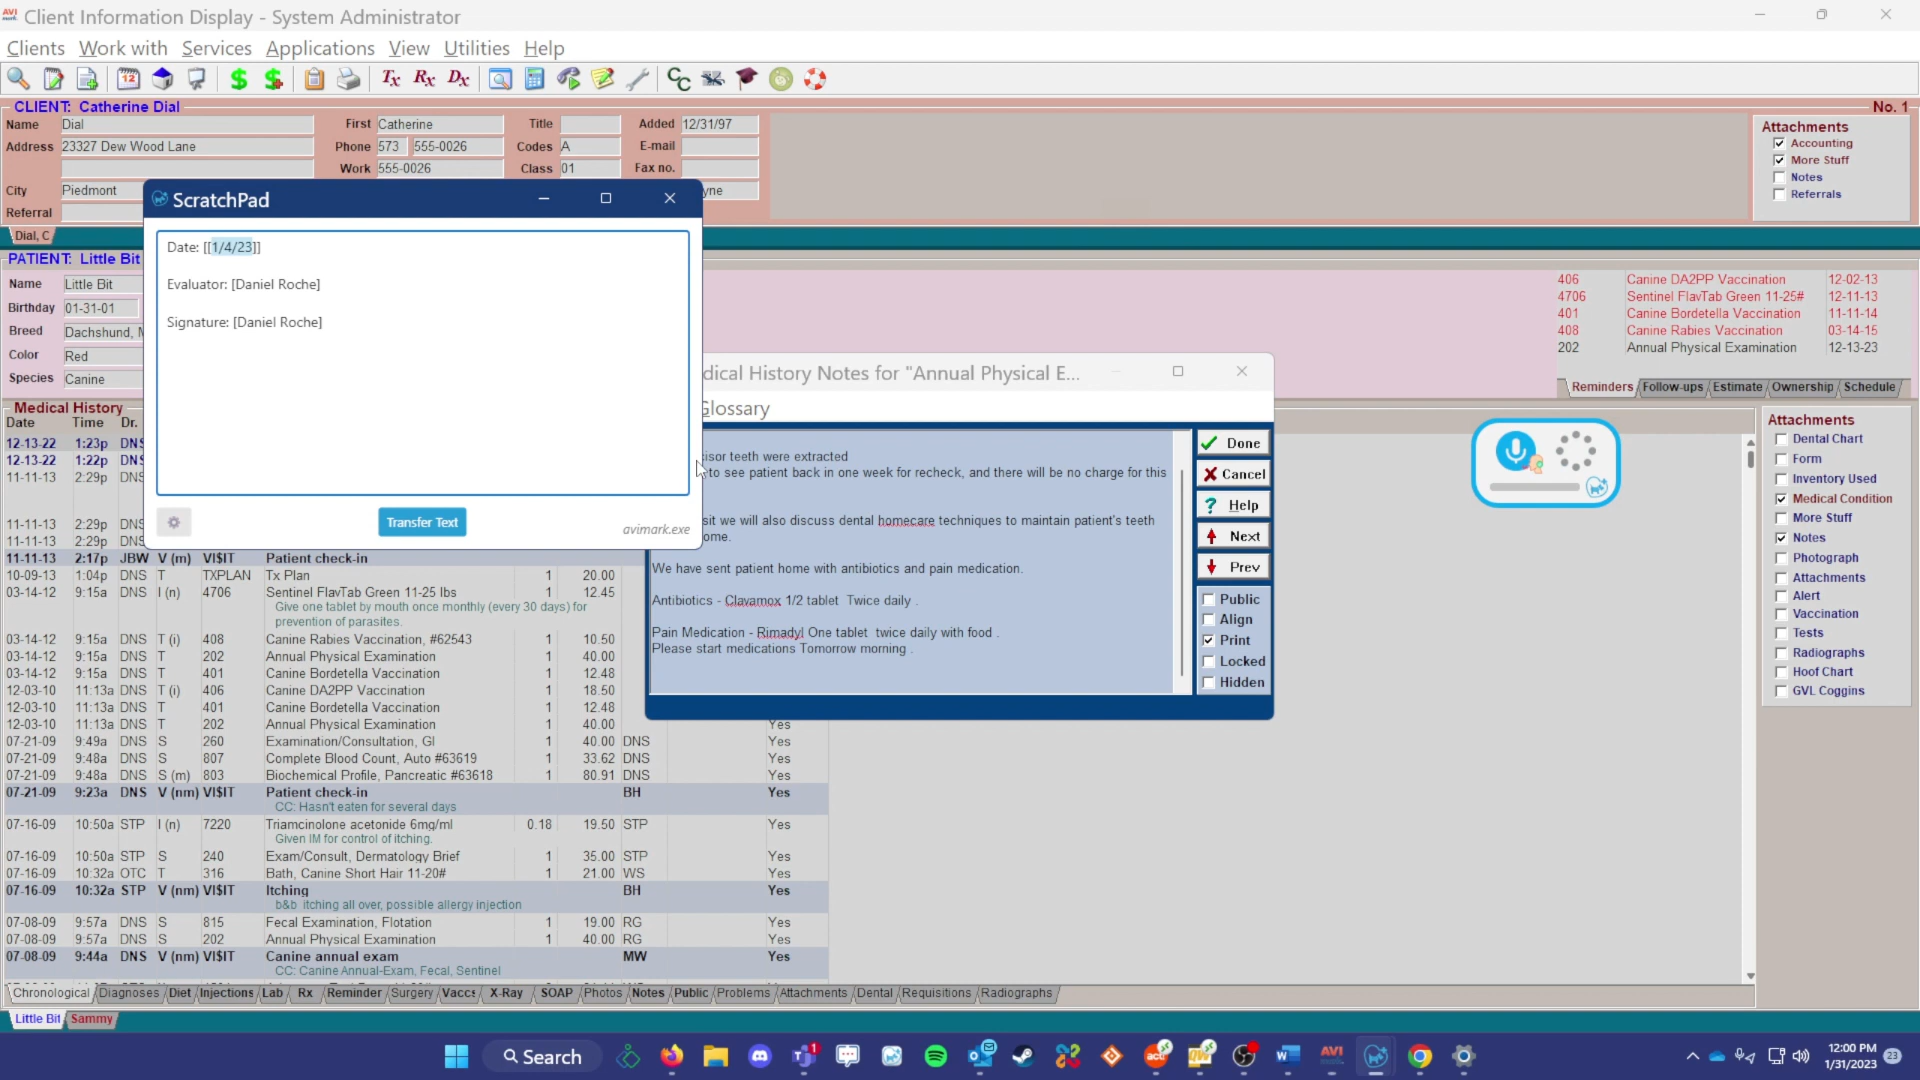 Client Information Display - System Administrator
Clients Work with Services Applications View Utilities Help
Tx Rx Dx
CLIENT: Catherine Dial No. 1
Name Dial First Catherine Title Added 12/31/97
Address 23327 Dew Wood Lane Phone 573 555-0026 Codes A E-mail
Work 555-0026 Class 01 Fax no.
City Piedmont
Referral
Attachments
Accounting
More Stuff
Notes
Referrals
Dial, C
ScratchPad
Date: [[1/4/23]]
Evaluator: [Daniel Roche]
Signature: [Daniel Roche]
Transfer Text
avimark.exe
PATIENT: Little Bit
Name Little Bit
Birthday 01-31-01
Breed Dachshund,
Color Red
Species Canine
406 Canine DA2PP Vaccination 12-02-13
4706 Sentinel FlavTab Green 11-25# 12-11-13
401 Canine Bordetella Vaccination 11-11-14
408 Canine Rabies Vaccination 03-14-15
202 Annual Physical Examination 12-13-23
Reminders Follow-ups Estimate Ownership Schedule
dical History Notes for "Annual Physical E...
Glossary
isor teeth were extracted
to see patient back in one week for recheck, and there will be no charge for this
sit we will also discuss dental homecare techniques to maintain patient's teeth
ome.
We have sent patient home with antibiotics and pain medication.
Antibiotics - Clavamox 1/2 tablet Twice daily .
Pain Medication - Rimadyl One tablet twice daily with food .
Please start medications Tomorrow morning .
Done
Cancel
Help
Next
Prev
Public
Align
Print
Locked
Hidden
Medical History
Date Time Dr.
12-13-22 1:23p DNS
12-13-22 1:22p DNS
11-11-13 2:29p DNS
11-11-13 2:29p DNS
11-11-13 2:29p DNS
11-11-13 2:17p JBW V (m) VI$IT Patient check-in
10-09-13 1:04p DNS T TXPLAN Tx Plan 1 20.00
03-14-12 9:15a DNS I (n) 4706 Sentinel FlavTab Green 11-25 lbs 1 12.45
Give one tablet by mouth once monthly (every 30 days) for
prevention of parasites.
03-14-12 9:15a DNS T (i) 408 Canine Rabies Vaccination, #62543 1 10.50
03-14-12 9:15a DNS T 202 Annual Physical Examination 1 40.00
03-14-12 9:15a DNS T 401 Canine Bordetella Vaccination 1 12.48
12-03-10 11:13a DNS T (i) 406 Canine DA2PP Vaccination 1 18.50
12-03-10 11:13a DNS T 401 Canine Bordetella Vaccination 1 12.48
12-03-10 11:13a DNS T 202 Annual Physical Examination 1 40.00 Yes
07-21-09 9:49a DNS S 260 Examination/Consultation, GI 1 40.00 DNS Yes
07-21-09 9:48a DNS S 807 Complete Blood Count, Auto #63619 1 33.62 DNS Yes
07-21-09 9:48a DNS S (m) 803 Biochemical Profile, Pancreatic #63618 1 80.91 DNS Yes
07-21-09 9:23a DNS V (nm) VI$IT Patient check-in BH Yes
CC: Hasn't eaten for several days
07-16-09 10:50a STP I (n) 7220 Triamcinolone acetonide 6mg/ml 0.18 19.50 STP Yes
Given IM for control of itching.
07-16-09 10:50a STP S 240 Exam/Consult, Dermatology Brief 1 35.00 STP Yes
07-16-09 10:32a OTC T 316 Bath, Canine Short Hair 11-20# 1 21.00 WS Yes
07-16-09 10:32a STP V (nm) VI$IT Itching BH Yes
b&b itching all over, possible allergy injection
07-08-09 9:57a DNS S 815 Fecal Examination, Flotation 1 19.00 RG Yes
07-08-09 9:57a DNS S 202 Annual Physical Examination 1 40.00 RG Yes
07-08-09 9:44a DNS V (nm) VI$IT Canine annual exam MW Yes
CC: Canine Annual-Exam, Fecal, Sentinel
Attachments
Dental Chart
Form
Inventory Used
Medical Condition
More Stuff
Notes
Photograph
Attachments
Alert
Vaccination
Tests
Radiographs
Hoof Chart
GVL Coggins
Chronological Diagnoses Diet Injections Lab Rx Reminder Surgery Vaccs X-Ray SOAP Photos Notes Public Problems Attachments Dental Requisitions Radiographs
Little Bit Sammy
Search
12:00 PM
1/31/2023
23